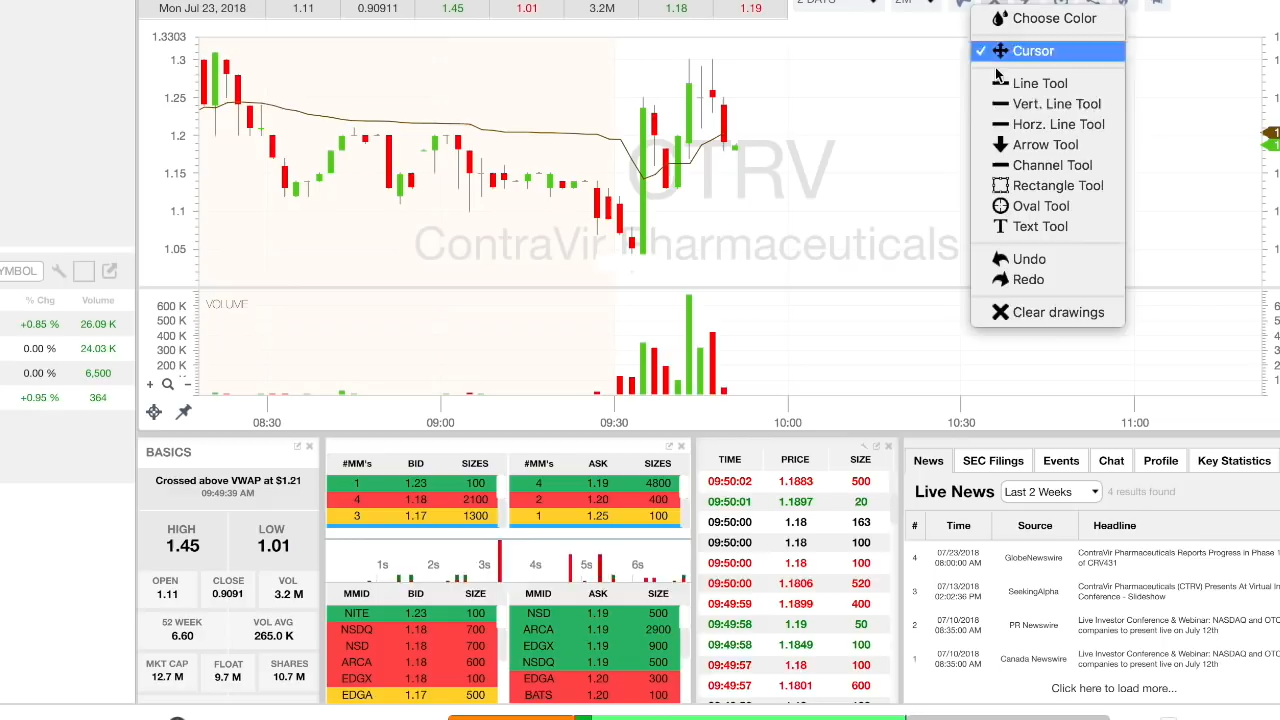 Mon Jul 23, 2018 1.11 0.90911 1.45 1.01 3.2M 1.18 1.19
2 DAYS 2M
Choose Color
Cursor
Line Tool
Vert. Line Tool
Horz. Line Tool
Arrow Tool
Channel Tool
Rectangle Tool
Oval Tool
Text Tool
Undo
Redo
Clear drawings
1.3303
1.3
1.25
1.2
1.15
1.1
1.05
CTRV
ContraVir Pharmaceuticals
VOLUME
600 K
500 K
400 K
300 K
200 K
08:30 09:00 09:30 10:00 10:30 11:00
SYMBOL
% Chg Volume
+0.85 % 26.09 K
0.00 % 24.03 K
0.00 % 6,500
+0.95 % 364
BASICS
Crossed above VWAP at $1.21
09:49:39 AM
HIGH LOW
1.45 1.01
OPEN CLOSE VOL
1.11 0.9091 3.2 M
52 WEEK VOL AVG
6.60 265.0 K
MKT CAP FLOAT SHARES
12.7 M 9.7 M 10.7 M
#MM's BID SIZES #MM's ASK SIZES
1 1.23 100 4 1.19 4800
4 1.18 2100 2 1.20 400
3 1.17 1300 1 1.25 100
1s 2s 3s 4s 5s 6s
MMID BID SIZE MMID ASK SIZE
NITE 1.23 100 NSD 1.19 500
NSDQ 1.18 700 ARCA 1.19 2900
NSD 1.18 700 EDGX 1.19 900
ARCA 1.18 600 NSDQ 1.19 500
EDGX 1.18 100 EDGA 1.20 300
EDGA 1.17 500 BATS 1.20 100
TIME PRICE SIZE
09:50:02 1.1883 500
09:50:01 1.1897 20
09:50:00 1.18 163
09:50:00 1.18 100
09:50:00 1.18 100
09:50:00 1.1806 520
09:49:59 1.1899 400
09:49:58 1.19 50
09:49:58 1.1849 100
09:49:57 1.18 100
09:49:57 1.1801 600
News SEC Filings Events Chat Profile Key Statistics
Live News Last 2 Weeks 4 results found
# Time Source Headline
4 07/23/2018 08:00:00 AM GlobeNewswire ContraVir Pharmaceuticals Reports Progress in Phase 1
of CRV431
3 07/13/2018 02:02:36 PM SeekingAlpha ContraVir Pharmaceuticals (CTRV) Presents At Virtual In
Conference - Slideshow
2 07/10/2018 08:35:00 AM PR Newswire Live Investor Conference & Webinar: NASDAQ and OTC
companies to present live on July 12th
1 07/10/2018 08:35:00 AM Canada Newswire Live Investor Conference & Webinar: NASDAQ and OTC
companies to present live on July 12th
Click here to load more...